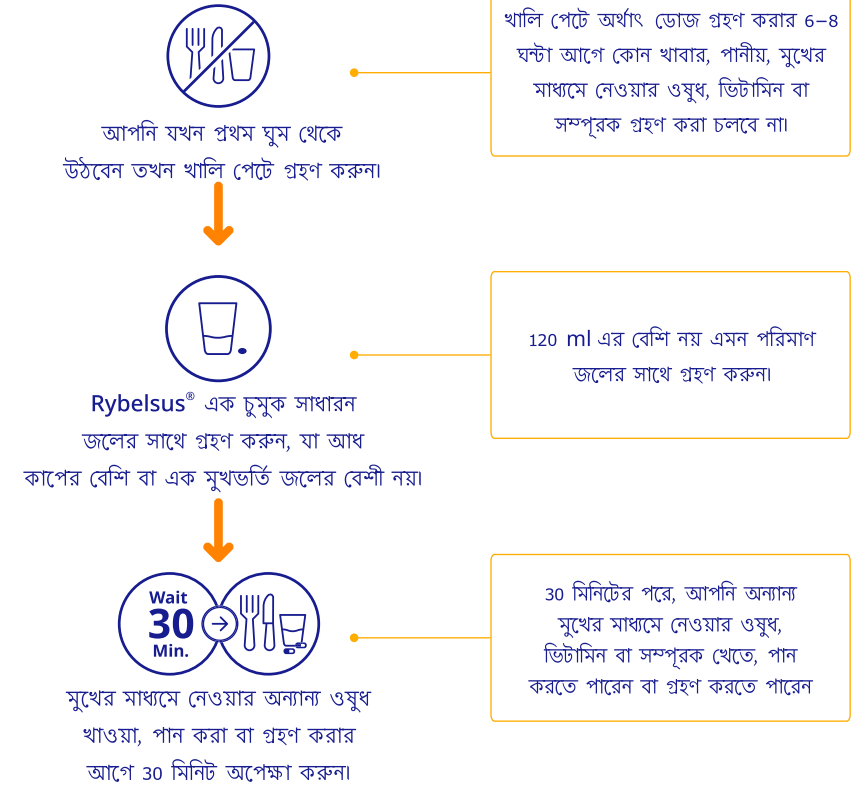 খালি পেটে অর্থাৎ ডোজ গ্রহণ করার 6–8
ঘন্টা আগে কোন খাবার, পানীয়, মুখের
মাধ্যমে নেওয়ার ওষুধ, ভিটামিন বা
সম্পূরক গ্রহণ করা চলবে না।
আপনি যখন প্রথম ঘুম থেকে
উঠবেন তখন খালি পেটে গ্রহণ করুন।
120 ml এর বেশি নয় এমন পরিমাণ
জলের সাথে গ্রহণ করুন।
Rybelsus® এক চুমুক সাধারন
জলের সাথে গ্রহণ করুন, যা আধ
কাপের বেশি বা এক মুখভর্তি জলের বেশী নয়।
Wait
30
Min.
30 মিনিটের পরে, আপনি অন্যান্য
মুখের মাধ্যমে নেওয়ার ওষুধ,
ভিটামিন বা সম্পূরক খেতে, পান
করতে পারেন বা গ্রহণ করতে পারেন
মুখের মাধ্যমে নেওয়ার অন্যান্য ওষুধ
খাওয়া, পান করা বা গ্রহণ করার
আগে 30 মিনিট অপেক্ষা করুন।